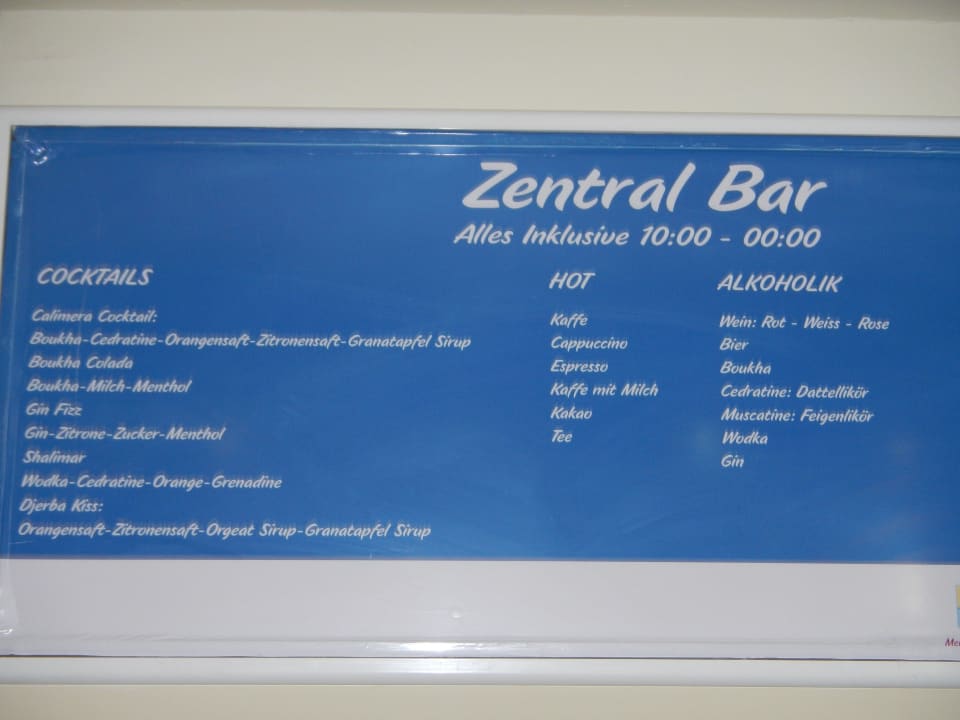 Zentral Bar
Alles Inklusive 10:00 - 00:00
COCKTAILS
Calimera Cocktail:
Boukha-Cedratine-Orangensaft-Zitronensaft-Granatapfel Sirup
Boukha Colada
Boukha-Milch-Menthol
Gin Fizz
Gin-Zitrone-Zucker-Menthol
Shalimar
Wodka-Cedratine-Orange-Grenadine
Djerba Kiss:
Orangensaft-Zitronensaft-Orgeat Sirup-Granatapfel Sirup
HOT
Kaffe
Cappuccino
Espresso
Kaffe mit Milch
Kakao
Tee
ALKOHOLIK
Wein: Rot - Weiss - Rose
Bier
Boukha
Cedratine: Dattellikör
Muscatine: Feigenlikör
Wodka
Gin